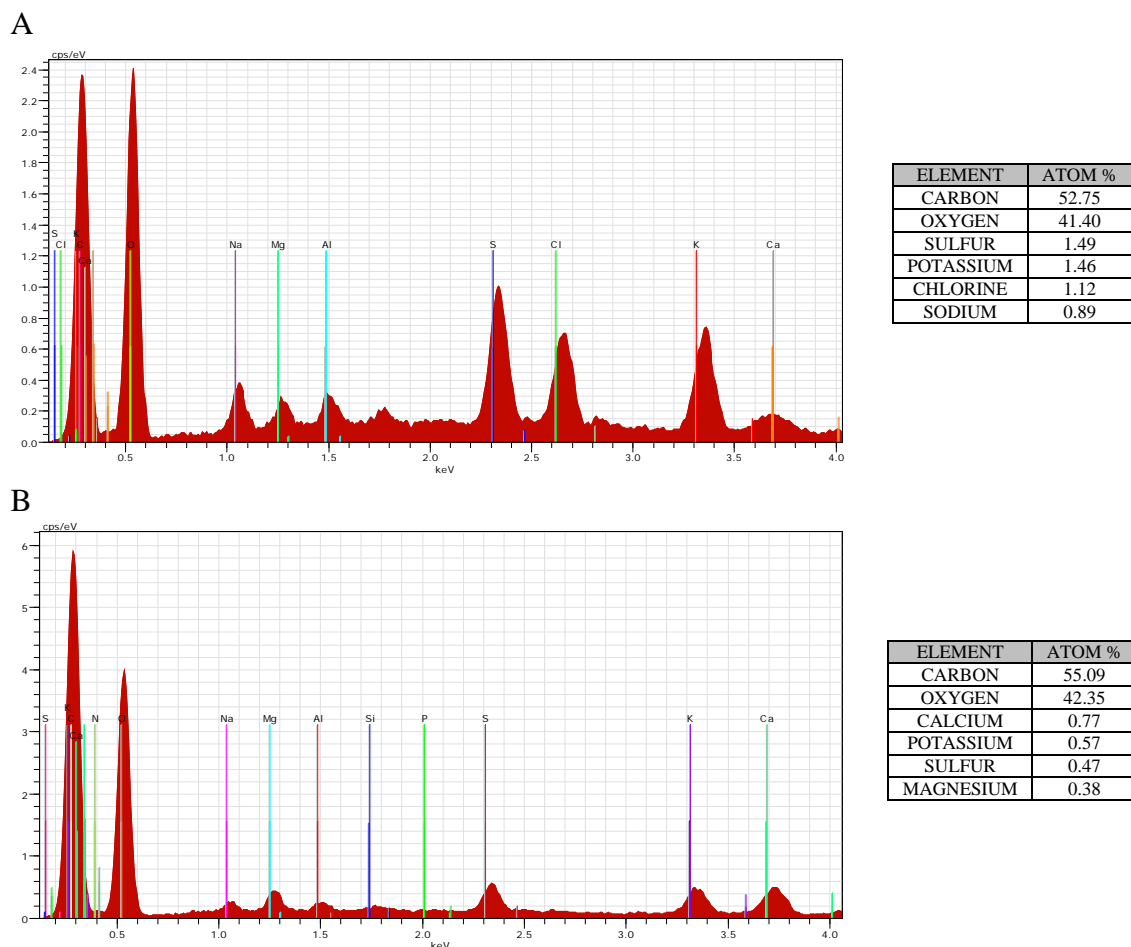 A
cps/eV
2.4
2.2
2.0
1.8
1.6
1.4
1.2
1.0
0.8
0.6
0.4
0.2
0.0
S K
Cl C O Na Mg Al S Cl K Ca
Ca
0.5 1.0 1.5 2.0 2.5 3.0 3.5 4.0
keV
ELEMENT ATOM %
CARBON 52.75
OXYGEN 41.40
SULFUR 1.49
POTASSIUM 1.46
CHLORINE 1.12
SODIUM 0.89
B
cps/eV
6
5
4
3
2
1
0
K
S C N O Na Mg Al Si P S K Ca
Ca
0.5 1.0 1.5 2.0 2.5 3.0 3.5 4.0
keV
ELEMENT ATOM %
CARBON 55.09
OXYGEN 42.35
CALCIUM 0.77
POTASSIUM 0.57
SULFUR 0.47
MAGNESIUM 0.38